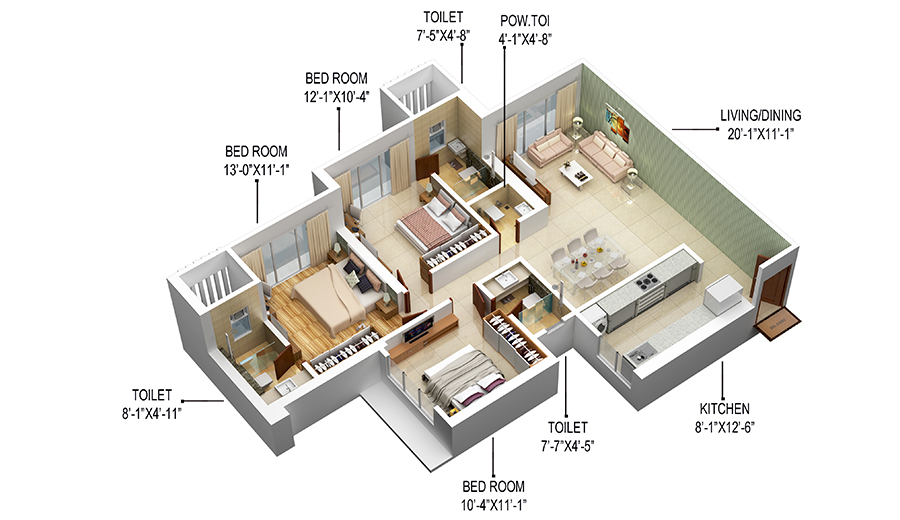 TOILET
7'-5"X4'-8"
POW.TOI
4'-1"X4'-8"
BED ROOM
12'-1"X10'-4"
LIVING/DINING
20'-1"X11'-1"
BED ROOM
13'-0"X11'-1"
TOILET
8'-1"X4'-11"
KITCHEN
8'-1"X12'-6"
TOILET
7'-7"X4'-5"
BED ROOM
10'-4"X11'-1"